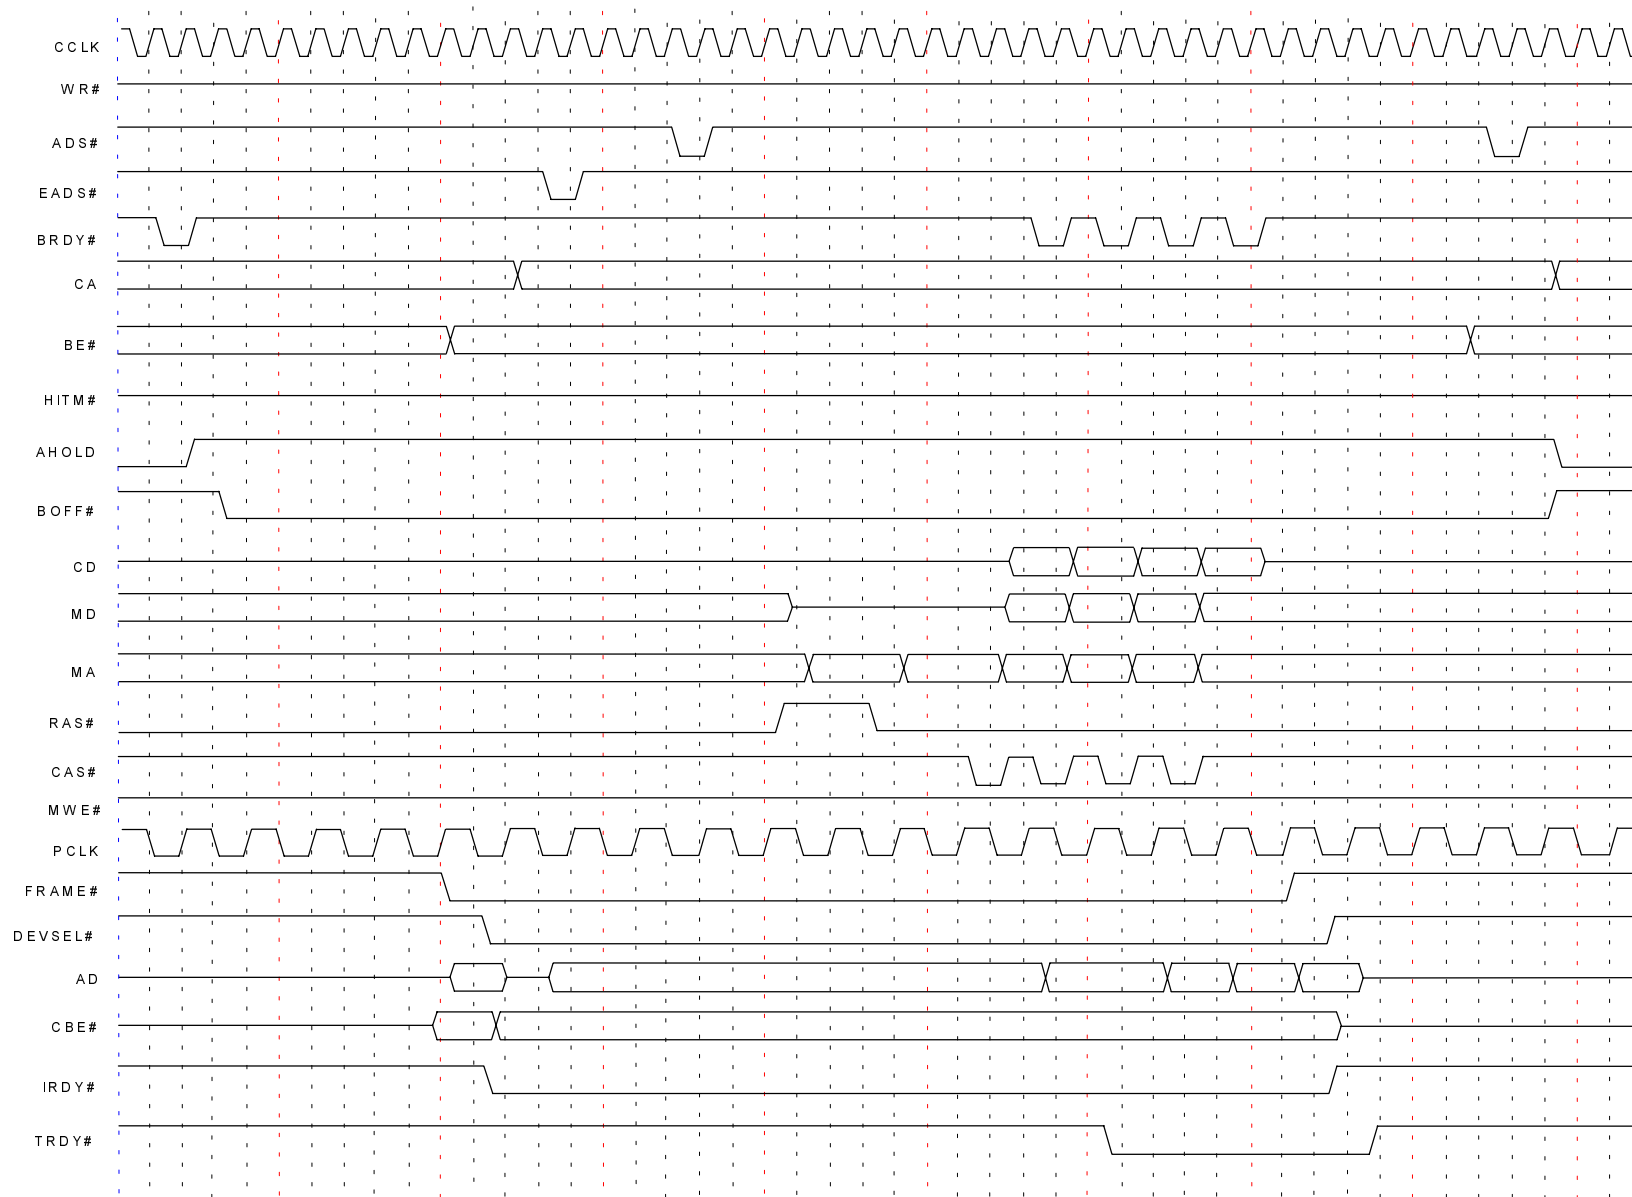 CCLK
WR#
ADS#
EADS#
BRDY#
CA
BE#
HITM#
AHOLD
BOFF#
CD
MD
MA
RAS#
CAS#
MWE#
PCLK
FRAME#
DEVSEL#
AD
CBE#
IRDY#
TRDY#